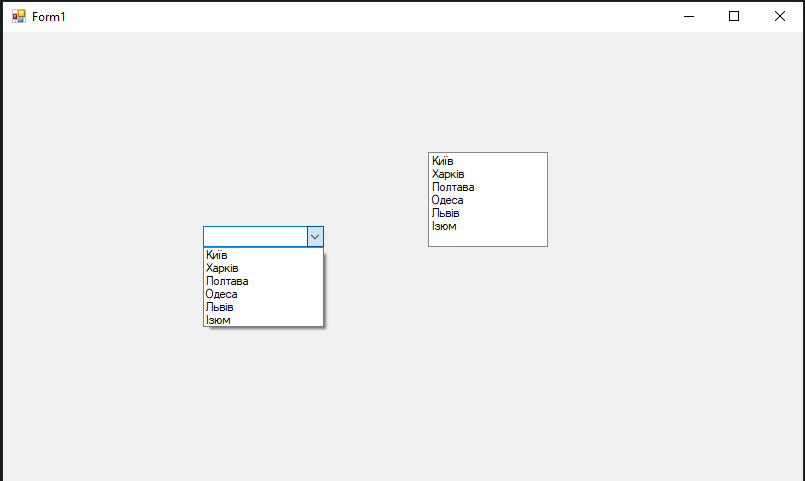 Form1
Київ
Харків
Полтава
Одеса
Львів
Ізюм
Київ
Харків
Полтава
Одеса
Львів
Ізюм